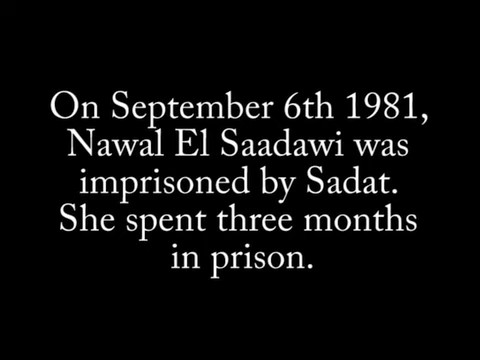 On September 6th 1981,
Nawal El Saadawi was
imprisoned by Sadat.
She spent three months
in prison.